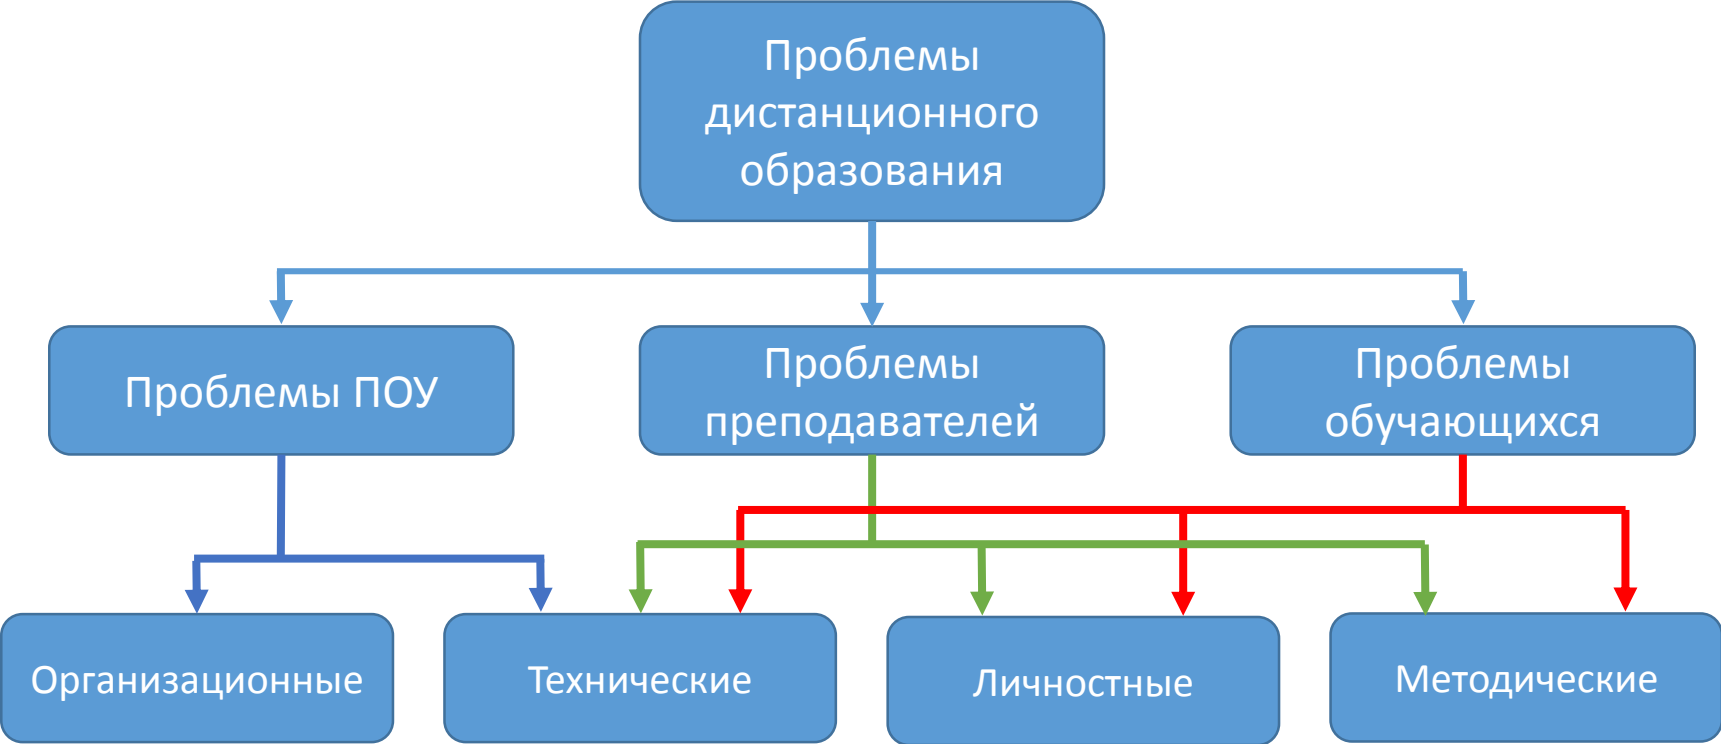 Проблемы
дистанционного
образования
Проблемы ПОУ
Проблемы
преподавателей
Проблемы
обучающихся
Организационные
Технические
Личностные
Методические